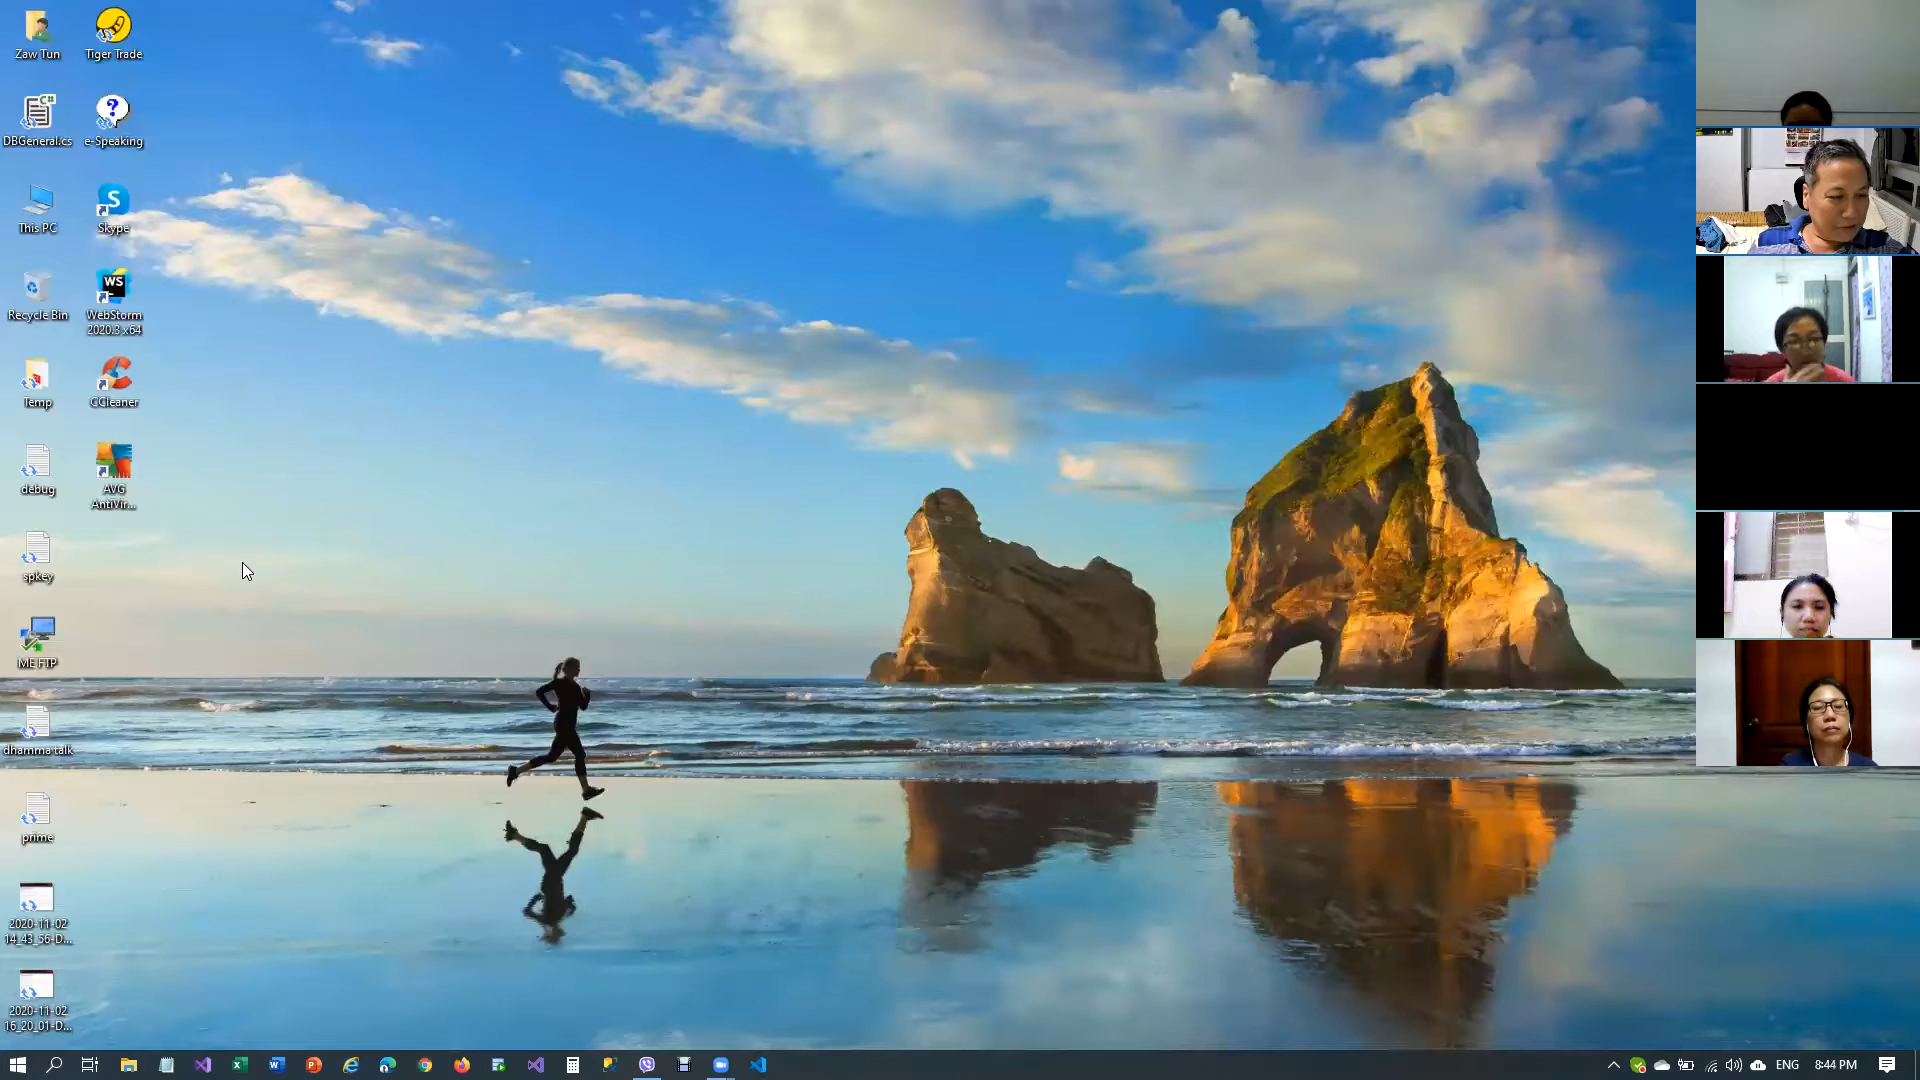 Zaw Tun
Tiger Trade
DBGeneral.cs
e-Speaking
This PC
Skype
Recycle Bin
WS
WebStorm
2020.3 x64
Temp
CCleaner
debug
AVG
AntiVir...
spkey
ME FTP
dhamma talk
prime
2020-11-02
14_43_56-D...
2020-11-02
16_20_01-D...
ENG
8:44 PM